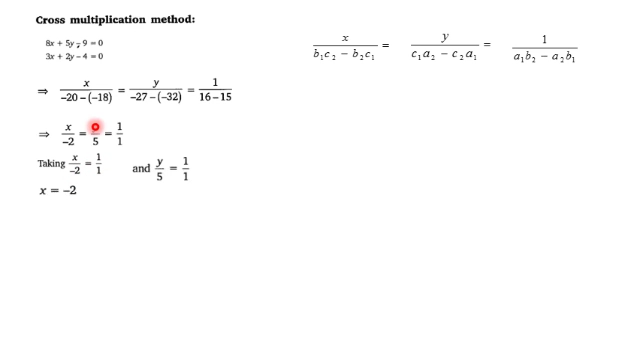 Cross multiplication method:
8x + 5y - 9 = 0
3x + 2y - 4 = 0
⇒ x/(-20-(-18)) = y/(-27-(-32)) = 1/(16-15)
⇒ x/-2 = /5 = 1/1
Taking x/-2 = 1/1 and y/5 = 1/1
x = -2
x/(b₁c₂ - b₂c₁) = y/(c₁a₂ - c₂a₁) = 1/(a₁b₂ - a₂b₁)